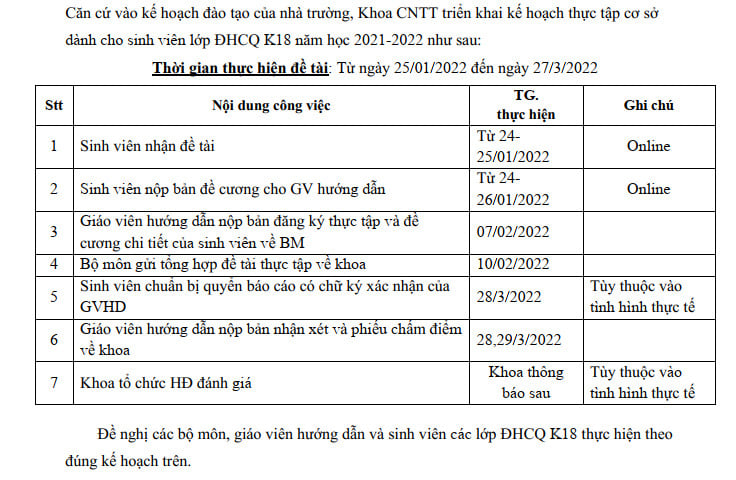 Căn cứ vào kế hoạch đào tạo của nhà trường, Khoa CNTT triển khai kế hoạch thực tập cơ sở
dành cho sinh viên lớp ĐHCQ K18 năm học 2021-2022 như sau:
Thời gian thực hiện đề tài: Từ ngày 25/01/2022 đến ngày 27/3/2022
Stt
Nội dung công việc
TG.
thực hiện
Ghi chú
1
Sinh viên nhận đề tài
Từ 24-
25/01/2022
Online
2
Sinh viên nộp bản đề cương cho GV hướng dẫn
Từ 24-
26/01/2022
Online
3
Giáo viên hướng dẫn nộp bản đăng ký thực tập và đề
cương chi tiết của sinh viên về BM
07/02/2022
4
Bộ môn gửi tổng hợp đề tài thực tập về khoa
10/02/2022
5
Sinh viên chuẩn bị quyển báo cáo có chữ ký xác nhận của
GVHD
28/3/2022
Tùy thuộc vào
tình hình thực tế
6
Giáo viên hướng dẫn nộp bản nhận xét và phiếu chấm điểm
về khoa
28,29/3/2022
7
Khoa tổ chức HĐ đánh giá
Khoa thông
báo sau
Tùy thuộc vào
tình hình thực tế
Đề nghị các bộ môn, giáo viên hướng dẫn và sinh viên các lớp ĐHCQ K18 thực hiện theo
đúng kế hoạch trên.